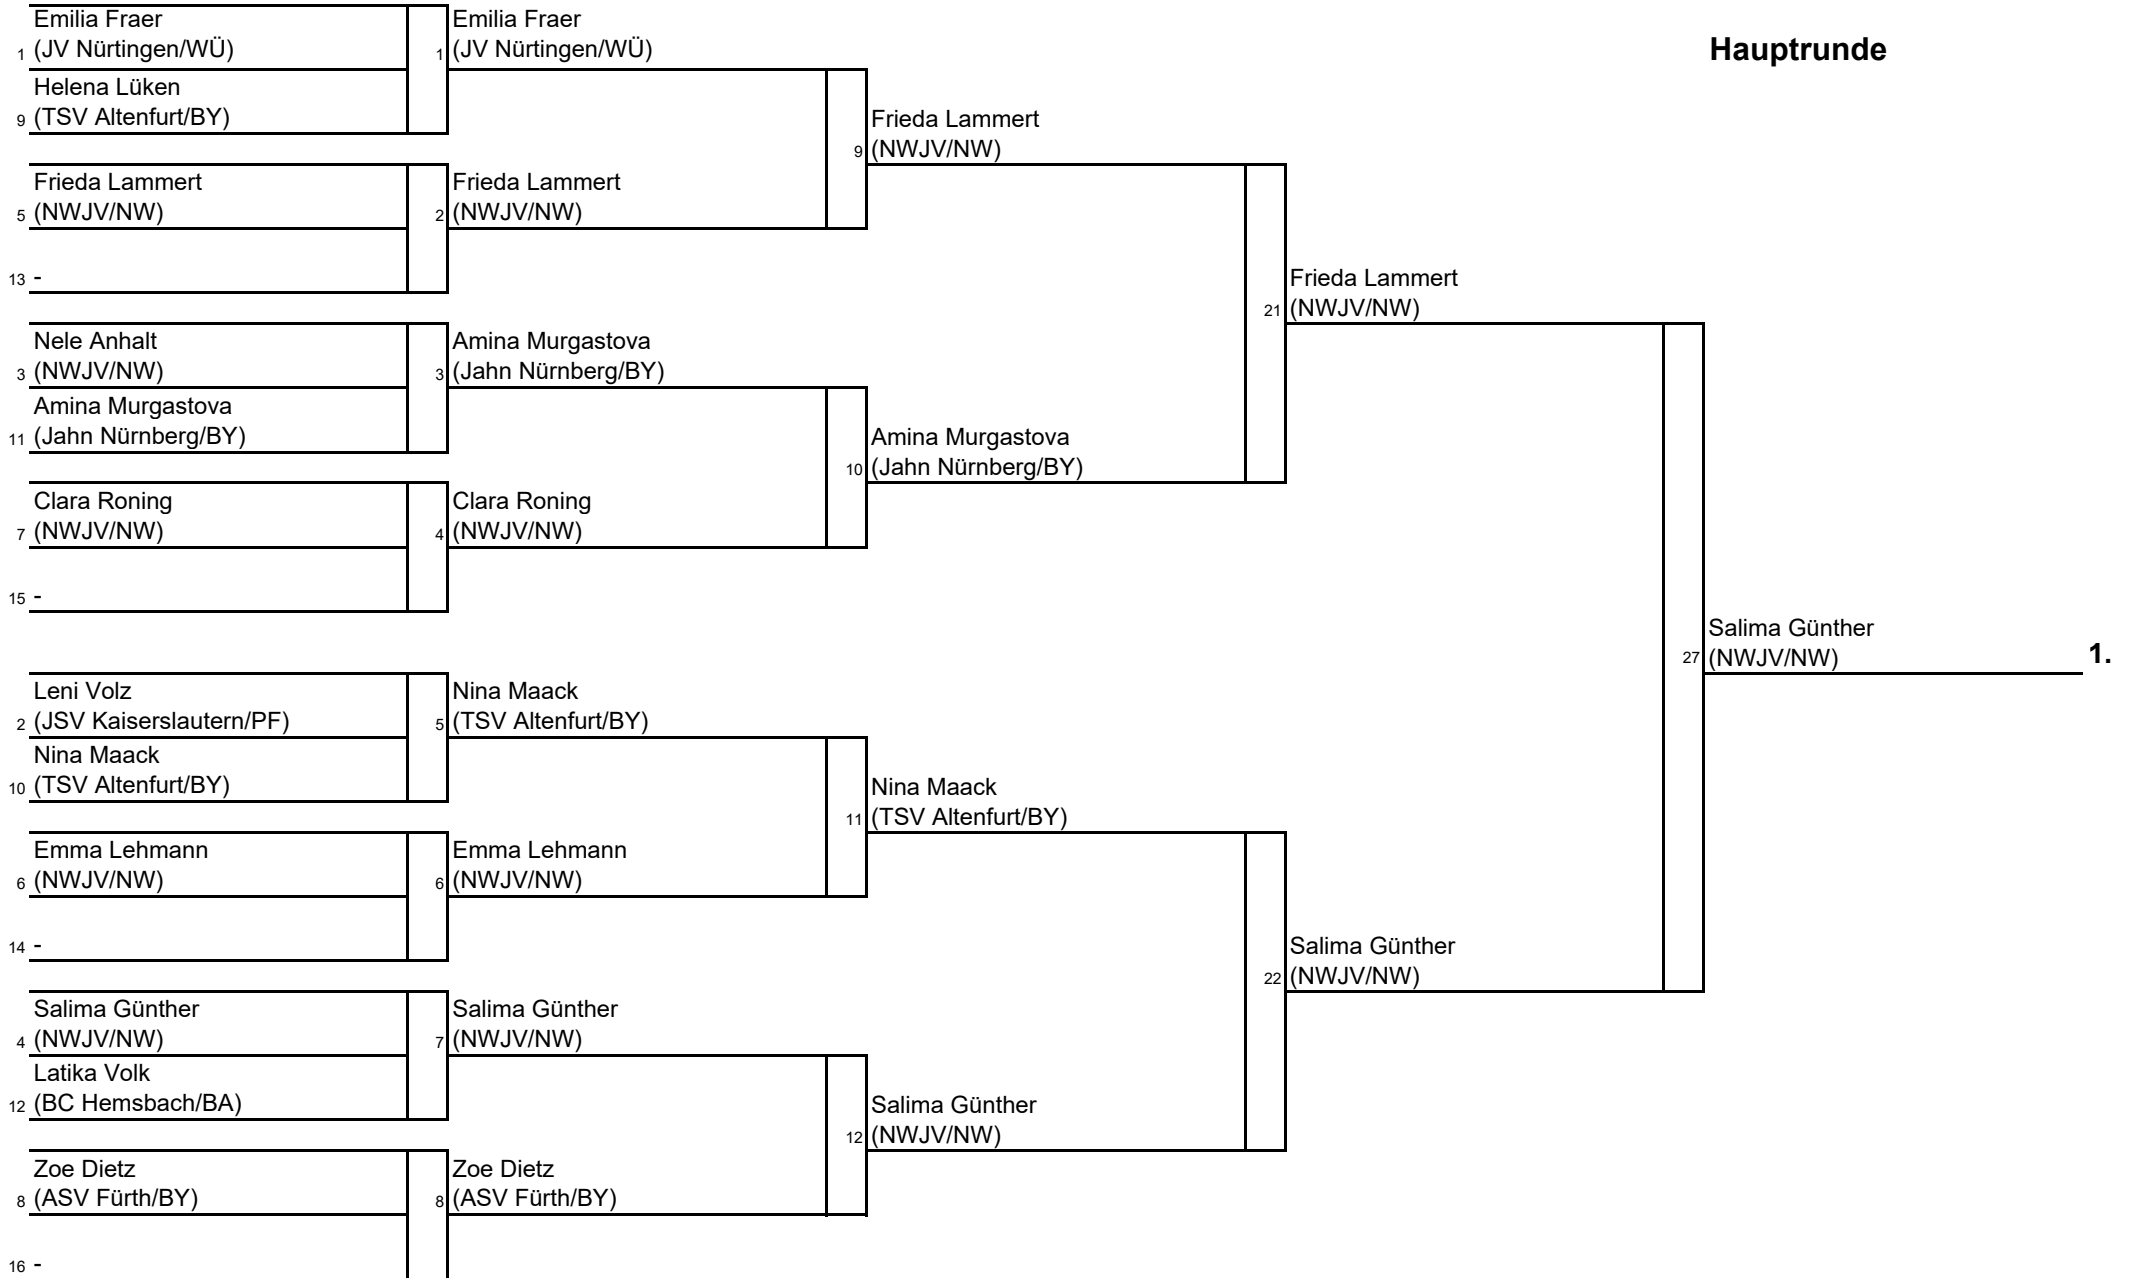 Hauptrunde
Emilia Fraer
1 (JV Nürtingen/WÜ)
Helena Lüken
9 (TSV Altenfurt/BY)
Frieda Lammert
5 (NWJV/NW)
13 -
Nele Anhalt
3 (NWJV/NW)
Amina Murgastova
11 (Jahn Nürnberg/BY)
Clara Roning
7 (NWJV/NW)
15 -
Leni Volz
2 (JSV Kaiserslautern/PF)
Nina Maack
10 (TSV Altenfurt/BY)
Emma Lehmann
6 (NWJV/NW)
14 -
Salima Günther
4 (NWJV/NW)
Latika Volk
12 (BC Hemsbach/BA)
Zoe Dietz
8 (ASV Fürth/BY)
16 -
Emilia Fraer
1 (JV Nürtingen/WÜ)
Frieda Lammert
2 (NWJV/NW)
Amina Murgastova
3 (Jahn Nürnberg/BY)
Clara Roning
4 (NWJV/NW)
Nina Maack
5 (TSV Altenfurt/BY)
Emma Lehmann
6 (NWJV/NW)
Salima Günther
7 (NWJV/NW)
Zoe Dietz
8 (ASV Fürth/BY)
Frieda Lammert
9 (NWJV/NW)
Amina Murgastova
10 (Jahn Nürnberg/BY)
Nina Maack
11 (TSV Altenfurt/BY)
Salima Günther
12 (NWJV/NW)
Frieda Lammert
21 (NWJV/NW)
Salima Günther
22 (NWJV/NW)
Salima Günther
27 (NWJV/NW) 1.